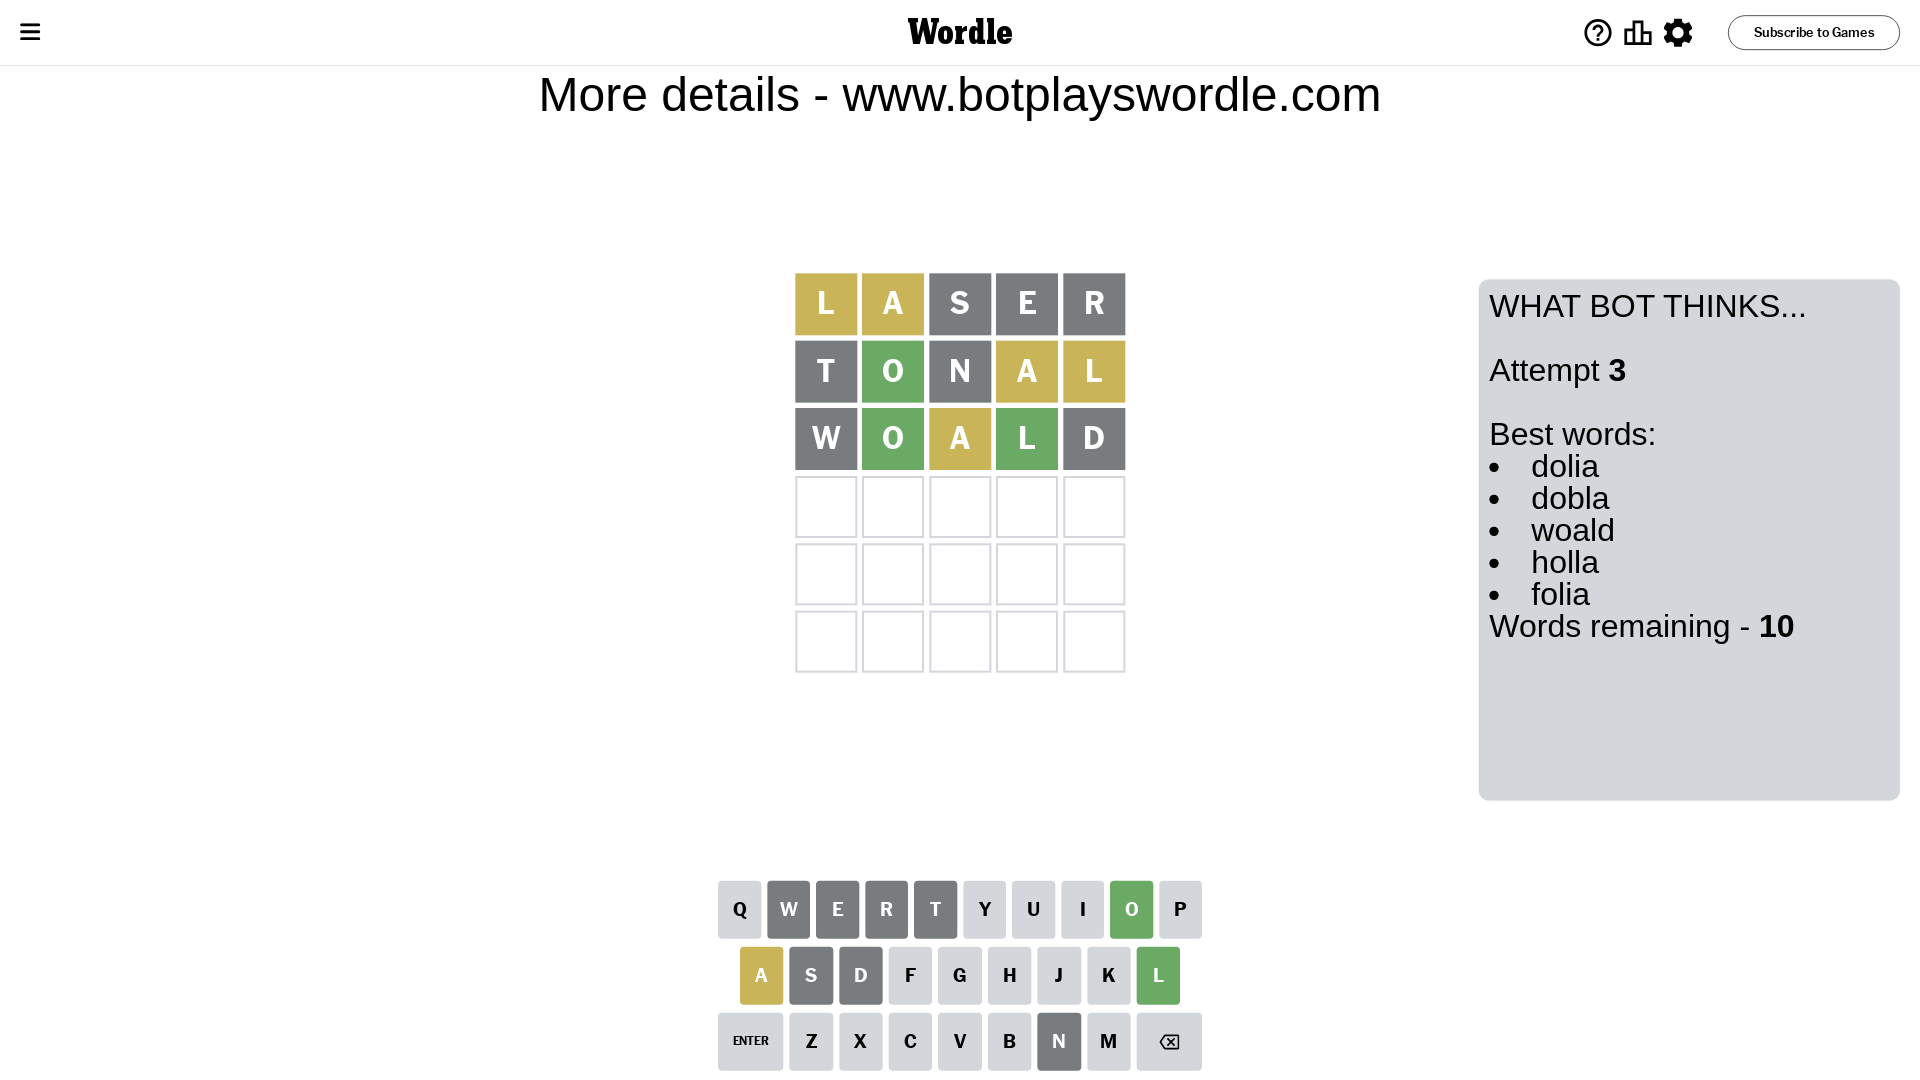 Wordle
Subscribe to Games
More details - www.botplayswordle.com
L A S E R
T O N A L
W O A L D
WHAT BOT THINKS...
Attempt 3
Best words:
• dolia
• dobla
• woald
• holla
• folia
Words remaining - 10
Q W E R T Y U I O P
A S D F G H J K L
ENTER Z X C V B N M